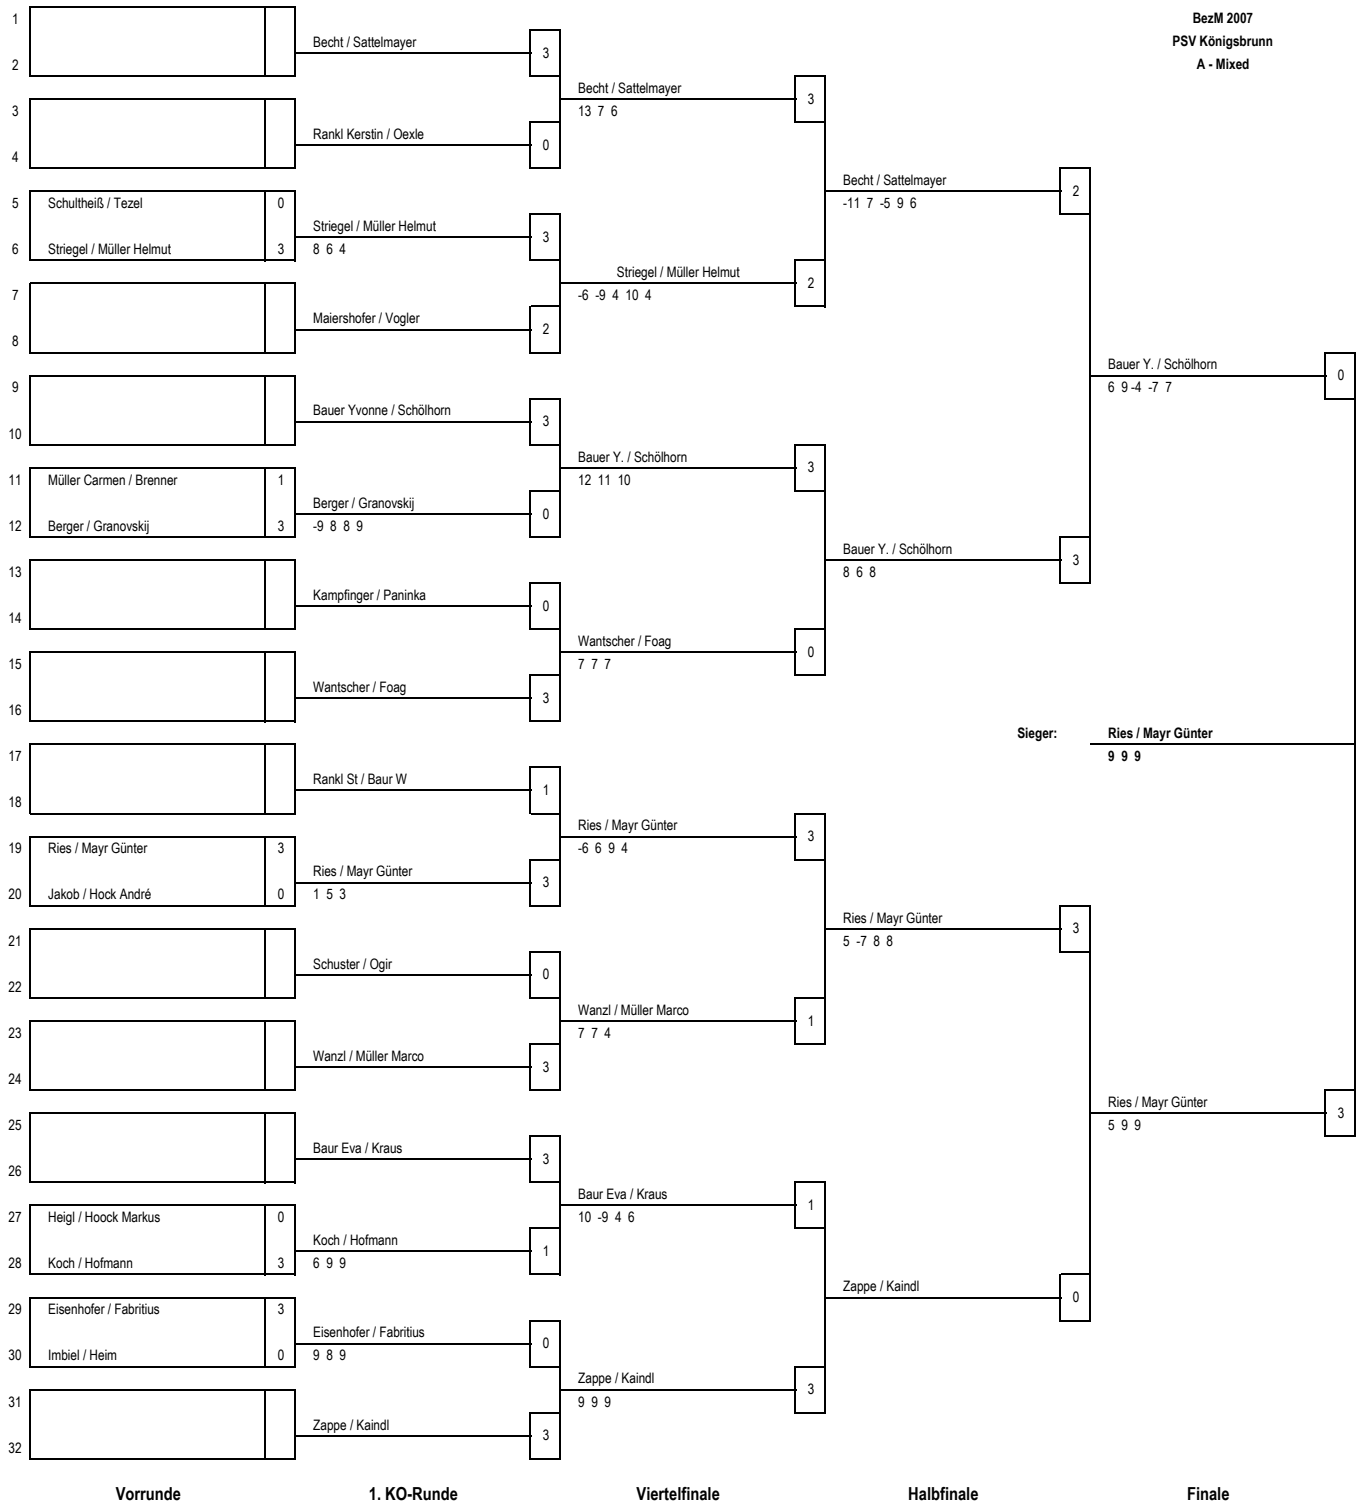 BezM 2007
PSV Königsbrunn
A - Mixed
1
Becht / Sattelmayer
3
2
Becht / Sattelmayer
3
13 7 6
3
Rankl Kerstin / Oexle
0
4
Becht / Sattelmayer
2
-11 7 -5 9 6
5
Schultheiß / Tezel
0
Striegel / Müller Helmut
3
6
Striegel / Müller Helmut
3
8 6 4
Striegel / Müller Helmut
2
-6 -9 4 10 4
7
Maiershofer / Vogler
2
8
Bauer Y. / Schölhorn
0
6 9 -4 -7 7
9
Bauer Yvonne / Schölhorn
3
10
Bauer Y. / Schölhorn
3
12 11 10
11
Müller Carmen / Brenner
1
Berger / Granovskij
0
12
Berger / Granovskij
3
-9 8 8 9
Bauer Y. / Schölhorn
3
8 6 8
13
Kampfinger / Paninka
0
14
Wantscher / Foag
0
7 7 7
15
Wantscher / Foag
3
16
Sieger:
Ries / Mayr Günter
9 9 9
17
Rankl St / Baur W
1
18
Ries / Mayr Günter
3
-6 6 9 4
19
Ries / Mayr Günter
3
Ries / Mayr Günter
3
20
Jakob / Hock André
0
1 5 3
Ries / Mayr Günter
3
5 -7 8 8
21
Schuster / Ogir
0
22
Wanzl / Müller Marco
1
7 7 4
23
Wanzl / Müller Marco
3
24
Ries / Mayr Günter
3
5 9 9
25
Baur Eva / Kraus
3
26
Baur Eva / Kraus
1
10 -9 4 6
27
Heigl / Hoock Markus
0
Koch / Hofmann
1
28
Koch / Hofmann
3
6 9 9
Zappe / Kaindl
0
29
Eisenhofer / Fabritius
3
Eisenhofer / Fabritius
0
30
Imbiel / Heim
0
9 8 9
Zappe / Kaindl
3
9 9 9
31
Zappe / Kaindl
3
32
Vorrunde
1. KO-Runde
Viertelfinale
Halbfinale
Finale